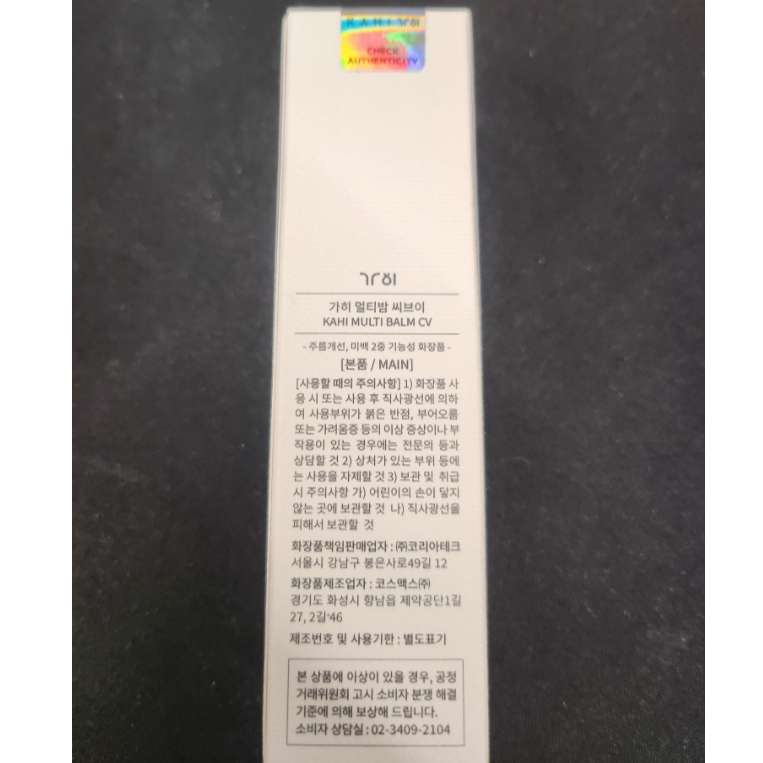 KAHI 가히
CHECK
AUTHENTICITY
가히
가히 멀티밤 씨브이
KAHI MULTI BALM CV
- 주름개선, 미백 2중 기능성 화장품 -
[본품 / MAIN]
[사용할 때의 주의사항] 1) 화장품 사
용 시 또는 사용 후 직사광선에 의하
여 사용부위가 붉은 반점, 부어오름
또는 가려움증 등의 이상 증상이나 부
작용이 있는 경우에는 전문의 등과
상담할 것 2) 상처가 있는 부위 등에
는 사용을 자제할 것 3) 보관 및 취급
시 주의사항 가) 어린이의 손이 닿지
않는 곳에 보관할 것 나) 직사광선을
피해서 보관할 것
화장품책임판매업자 : ㈜코리아테크
서울시 강남구 봉은사로49길 12
화장품제조업자 : 코스맥스㈜
경기도 화성시 향남읍 제약공단1길
27, 2길 46
제조번호 및 사용기한 : 별도표기
본 상품에 이상이 있을 경우, 공정
거래위원회 고시 소비자 분쟁 해결
기준에 의해 보상해 드립니다.
소비자 상담실 : 02-3409-2104